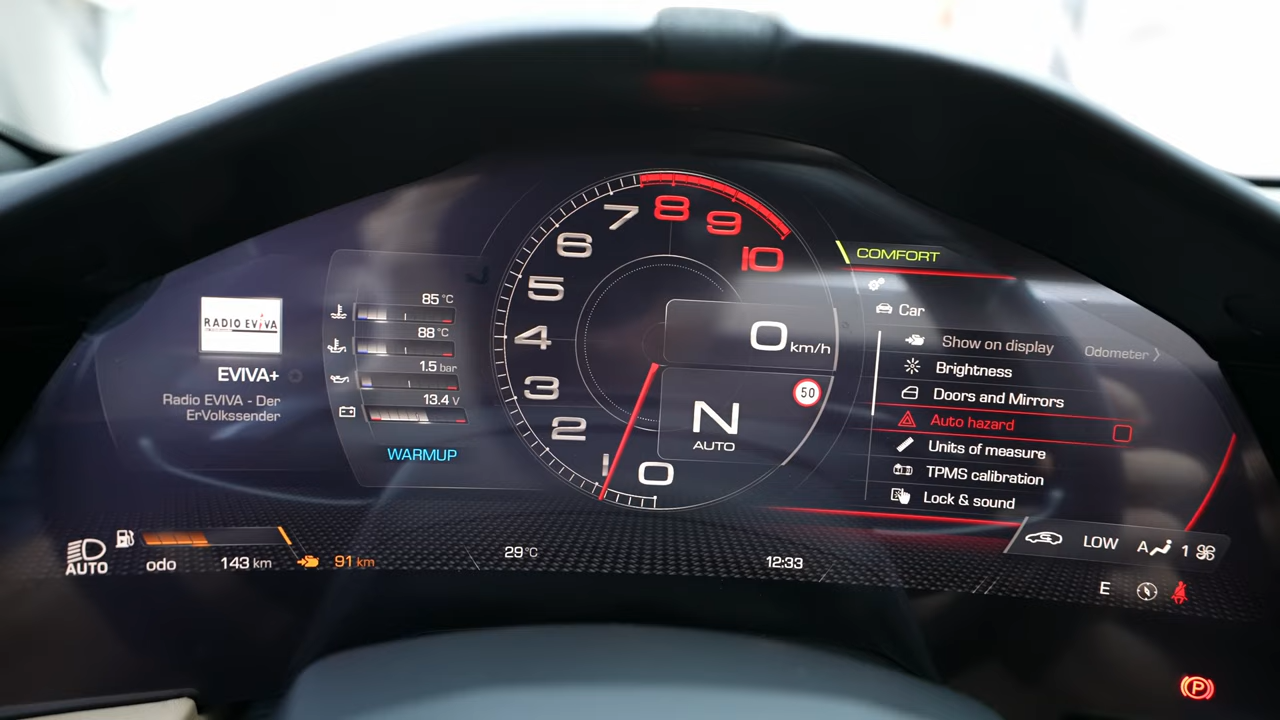 RADIO EVIVA
EVIVA+
Radio EVIVA - Der
ErVolkssender
85 °C
88 °C
1.5 bar
13.4 V
WARMUP
0
1
2
3
4
5
6
7
8
9
10
0 km/h
50
N
AUTO
COMFORT
Car
Show on display
Odometer
Brightness
Doors and Mirrors
Auto hazard
Units of measure
TPMS calibration
Lock & sound
AUTO
odo
143 km
91 km
29°C
12:33
LOW
A
1
E
P